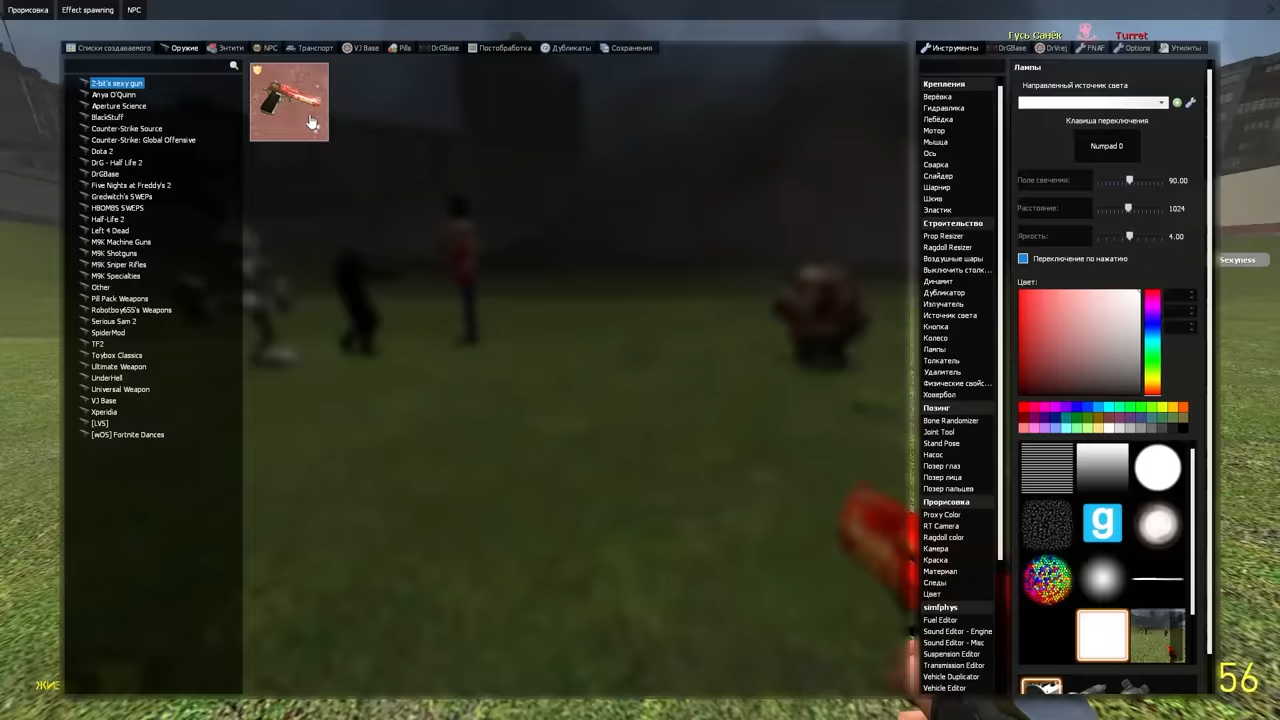 Прорисовка Effect spawning NPC
Гусь Санёк Turret
Списки создаваемого Оружие Энтити NPC Транспорт VJ Base Pills DrGBase Постобработка Дубликаты Сохранения
Инструменты DrGBase DrVrej FNAF Options Утилиты
2-bit's sexy gun
Anya O'Quinn
Aperture Science
BlackStuff
Counter-Strike Source
Counter-Strike: Global Offensive
Dota 2
DrG - Half Life 2
DrGBase
Five Nights at Freddy's 2
Gredwitch's SWEPs
HBOMBS SWEPS
Half-Life 2
Left 4 Dead
M9K Machine Guns
M9K Shotguns
M9K Sniper Rifles
M9K Specialties
Other
Pill Pack Weapons
Robotboy655's Weapons
Serious Sam 2
SpiderMod
TF2
Toybox Classics
Ultimate Weapon
UnderHell
Universal Weapon
VJ Base
Xperidia
[LVS]
[wOS] Fortnite Dances
Крепления
Верёвка
Гидравлика
Лебёдка
Мотор
Мышца
Ось
Сварка
Слайдер
Шарнир
Шкив
Эластик
Строительство
Prop Resizer
Ragdoll Resizer
Воздушные шары
Выключить столк...
Динамит
Дубликатор
Излучатель
Источник света
Кнопка
Колесо
Лампы
Толкатель
Удалитель
Физические свойс...
Ховербол
Позинг
Bone Randomizer
Joint Tool
Stand Pose
Насос
Позер глаз
Позер лица
Позер пальцев
Прорисовка
Proxy Color
RT Camera
Ragdoll color
Камера
Краска
Материал
Следы
Цвет
simfphys
Fuel Editor
Sound Editor - Engine
Sound Editor - Misc
Suspension Editor
Transmission Editor
Vehicle Duplicator
Vehicle Editor
Лампы
Направленный источник света
Клавиша переключения
Numpad 0
Поле свечения: 90.00
Расстояние: 1024
Яркость: 4.00
Переключение по нажатию
Цвет:
g
Sexyness
56